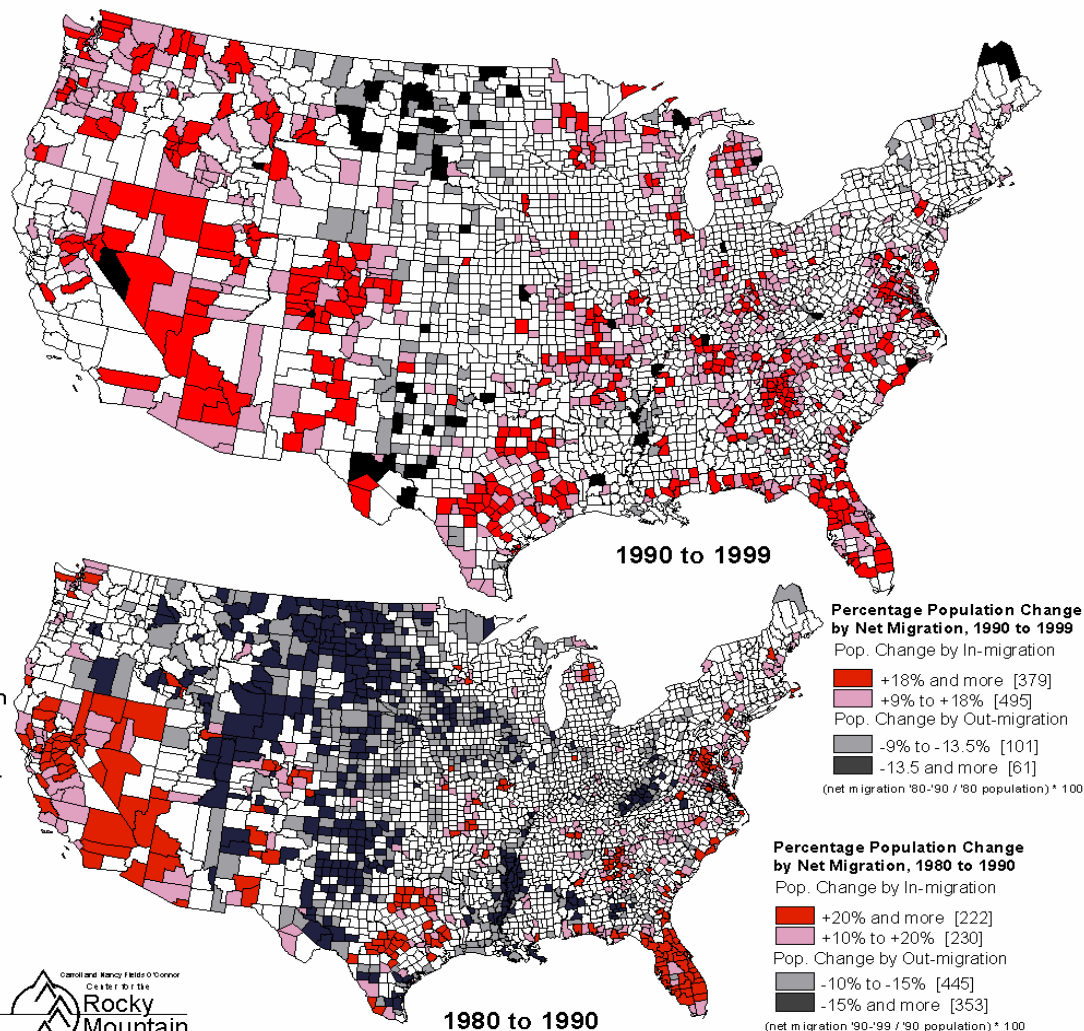 1990 to 1999
Percentage Population Change
by Net Migration, 1990 to 1999
Pop. Change by In-migration
+18% and more [379]
+9% to +18% [495]
Pop. Change by Out-migration
-9% to -13.5% [101]
-13.5 and more [61]
(net migration '80-'90 / '80 population) * 100
Percentage Population Change
by Net Migration, 1980 to 1990
Pop. Change by In-migration
+20% and more [222]
+10% to +20% [230]
Pop. Change by Out-migration
-10% to -15% [445]
-15% and more [353]
(net migration '90-'99 / '90 population) * 100
1980 to 1990
Carroll and Nancy Fields O'Connor
Center for the
Rocky
Mountain